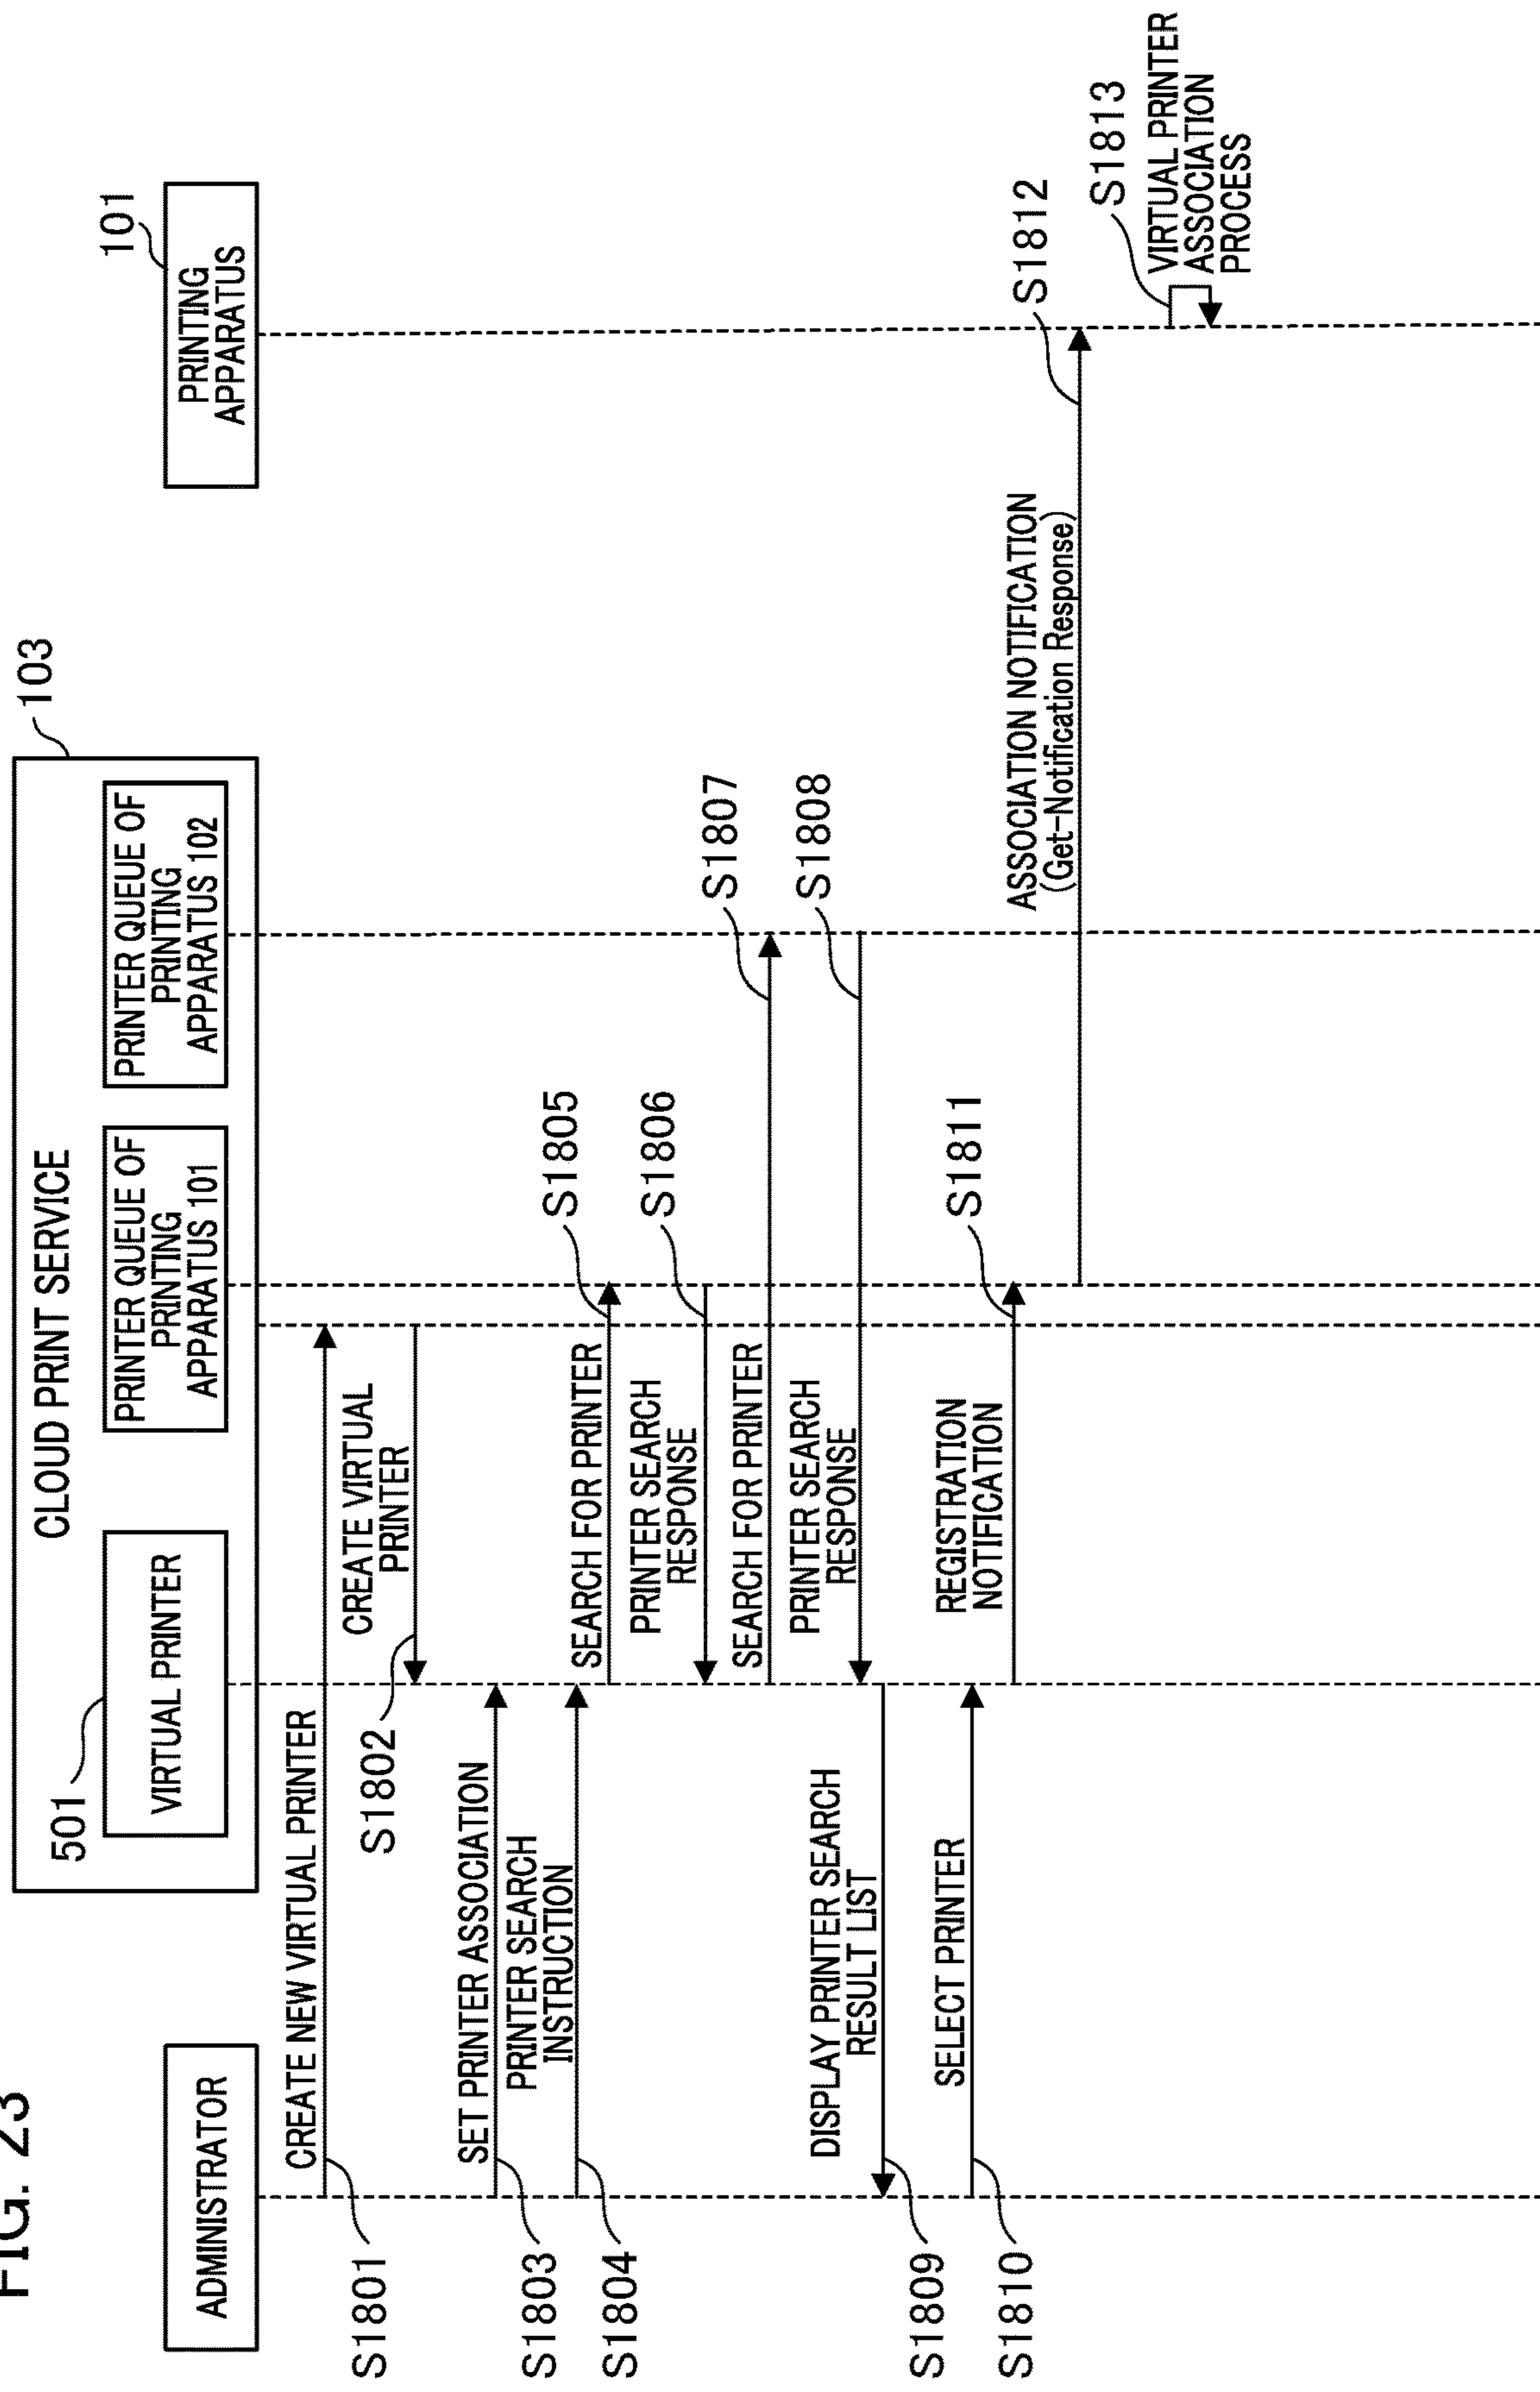 FIG. 23
ADMINISTRATOR
501
VIRTUAL PRINTER
CLOUD PRINT SERVICE
103
PRINTER QUEUE OF
PRINTING
APPARATUS 101
PRINTER QUEUE OF
PRINTING
APPARATUS 102
101
PRINTING
APPARATUS
S1801
CREATE NEW VIRTUAL PRINTER
S1802
CREATE VIRTUAL
PRINTER
S1803
SET PRINTER ASSOCIATION
S1804
PRINTER SEARCH
INSTRUCTION
SEARCH FOR PRINTER
S1805
PRINTER SEARCH
RESPONSE
S1806
SEARCH FOR PRINTER
S1807
PRINTER SEARCH
RESPONSE
S1808
S1809
DISPLAY PRINTER SEARCH
RESULT LIST
S1810
SELECT PRINTER
REGISTRATION
NOTIFICATION
S1811
ASSOCIATION NOTIFICATION
(Get-Notification Response)
S1812
S1813
VIRTUAL PRINTER
ASSOCIATION
PROCESS